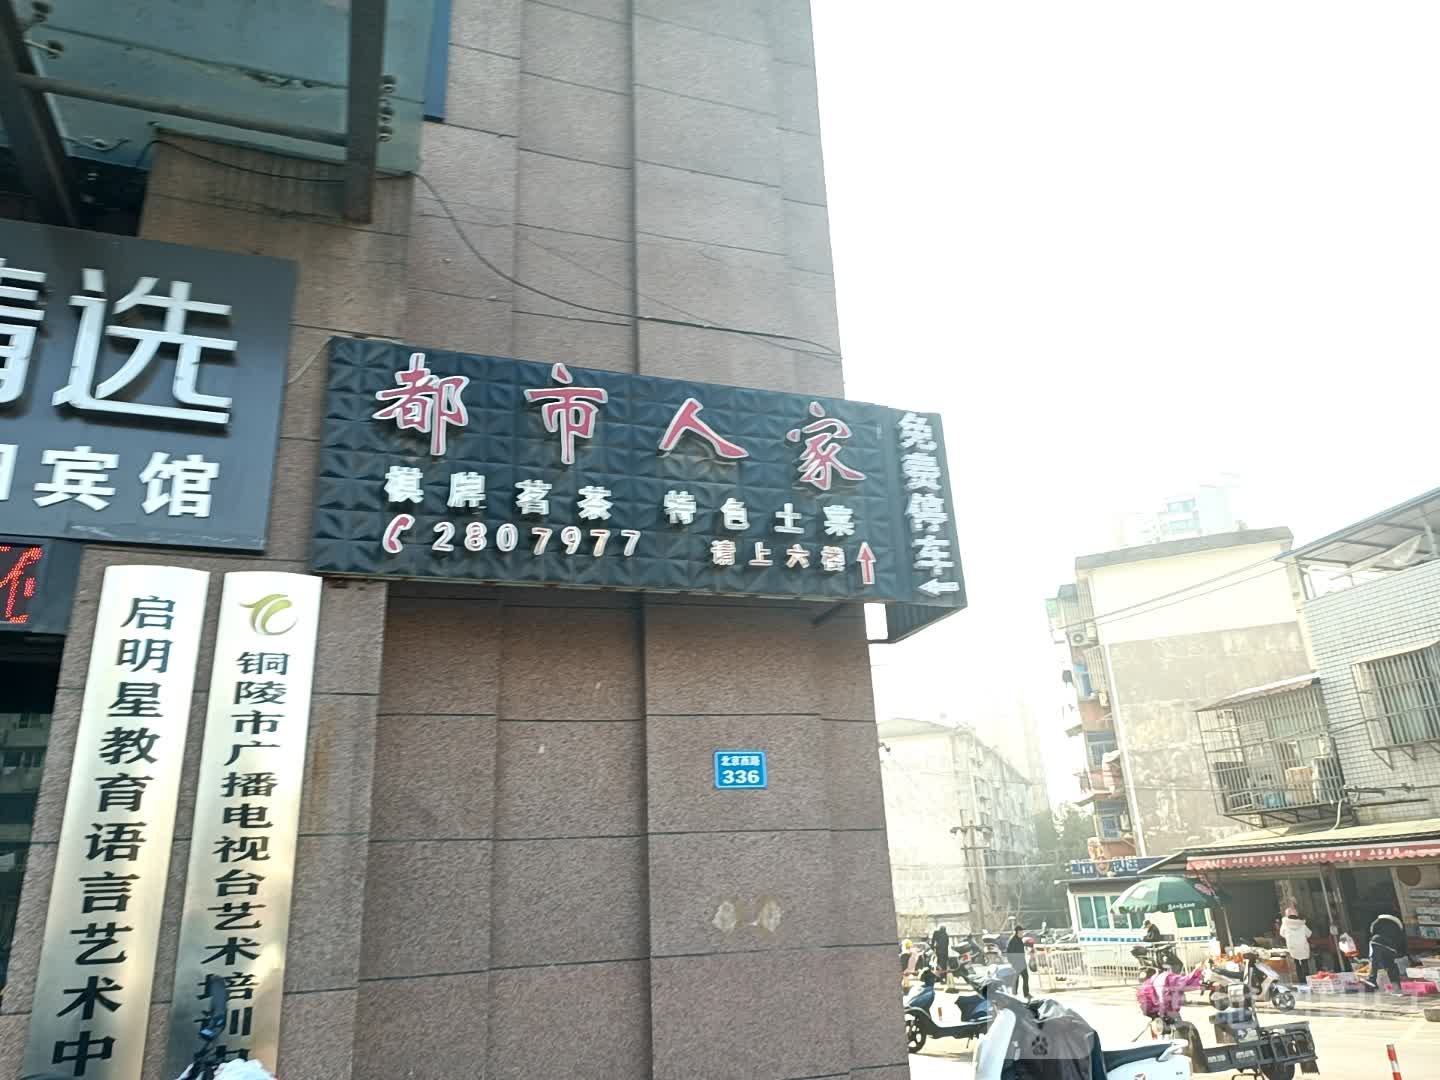 精选
宾馆
都市人家
棋牌茗茶 特色土菜
2807977 请上六楼
免费停车
启明星教育语言艺术中
铜陵市广播电视台艺术培训中
北京西路
336